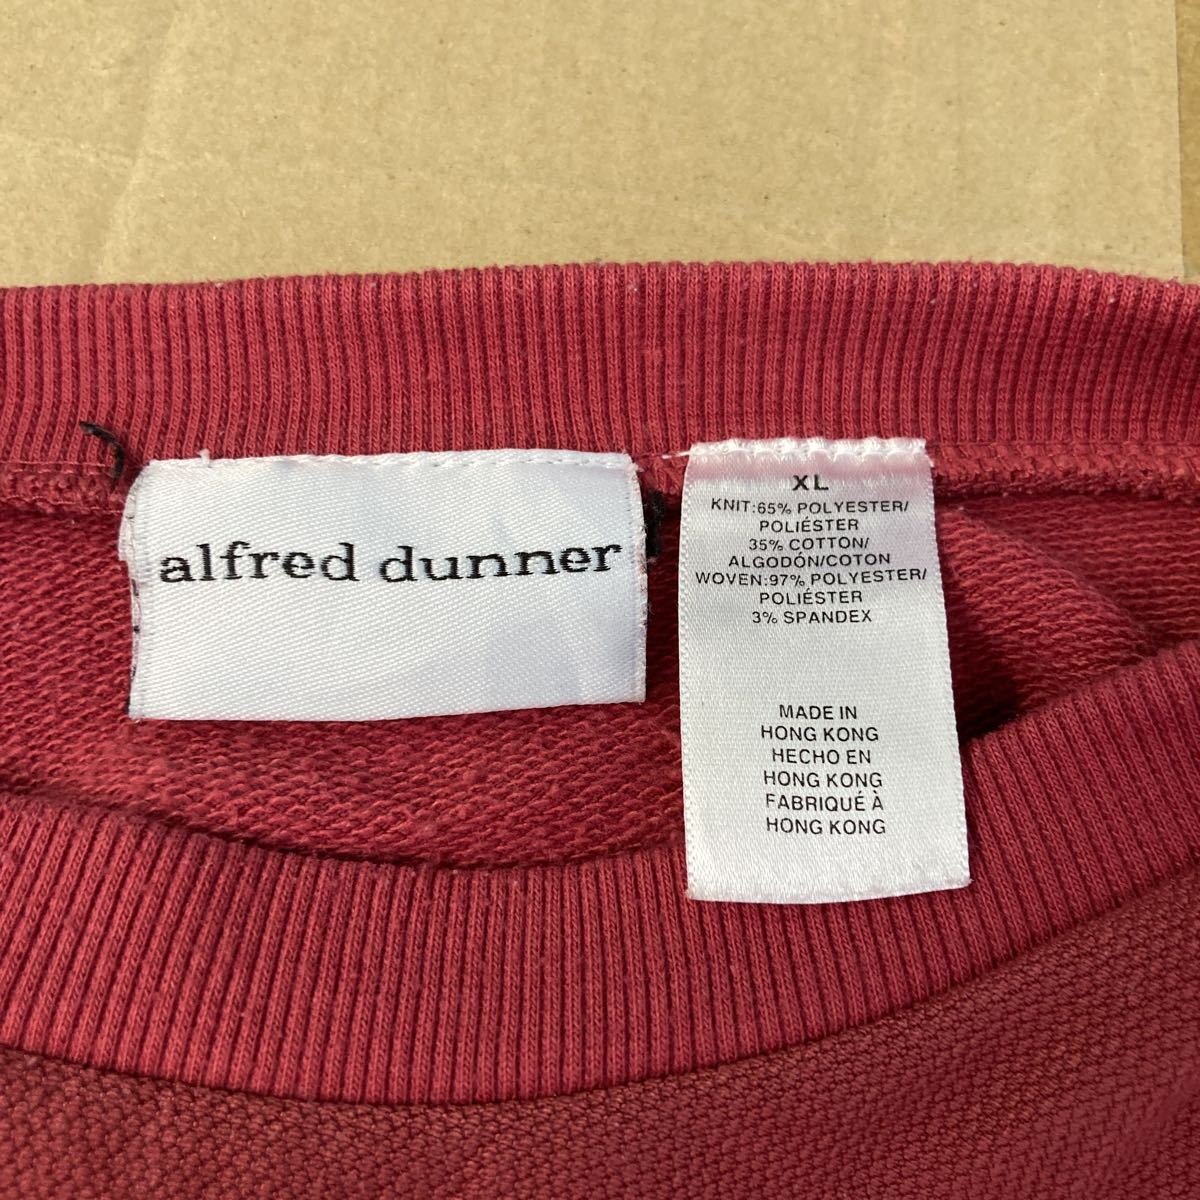 alfred dunner
XL
KNIT:65% POLYESTER/
POLIÉSTER
35% COTTON/
ALGODÓN/COTON
WOVEN:97% POLYESTER/
POLIÉSTER
3% SPANDEX
MADE IN
HONG KONG
HECHO EN
HONG KONG
FABRIQUÉ À
HONG KONG